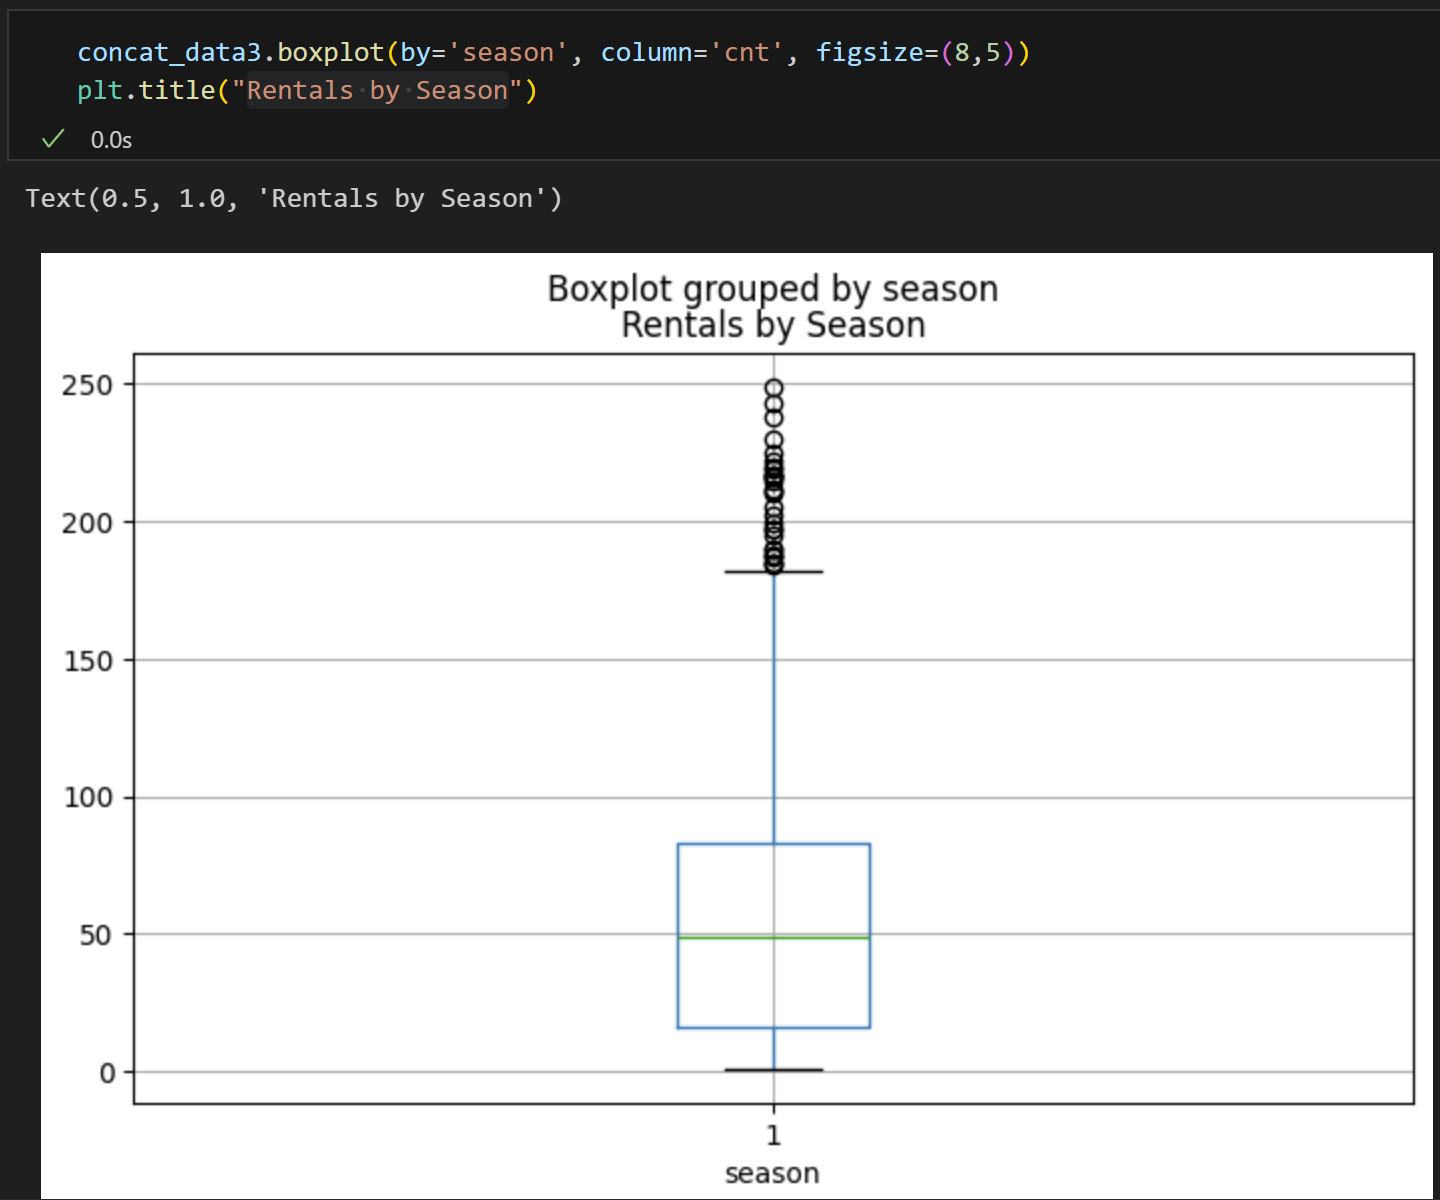 concat_data3.boxplot(by='season', column='cnt', figsize=(8,5))
plt.title("Rentals by Season")
0.0s
Text(0.5, 1.0, 'Rentals by Season')
Boxplot grouped by season
Rentals by Season
250
200
150
100
50
0
1
season